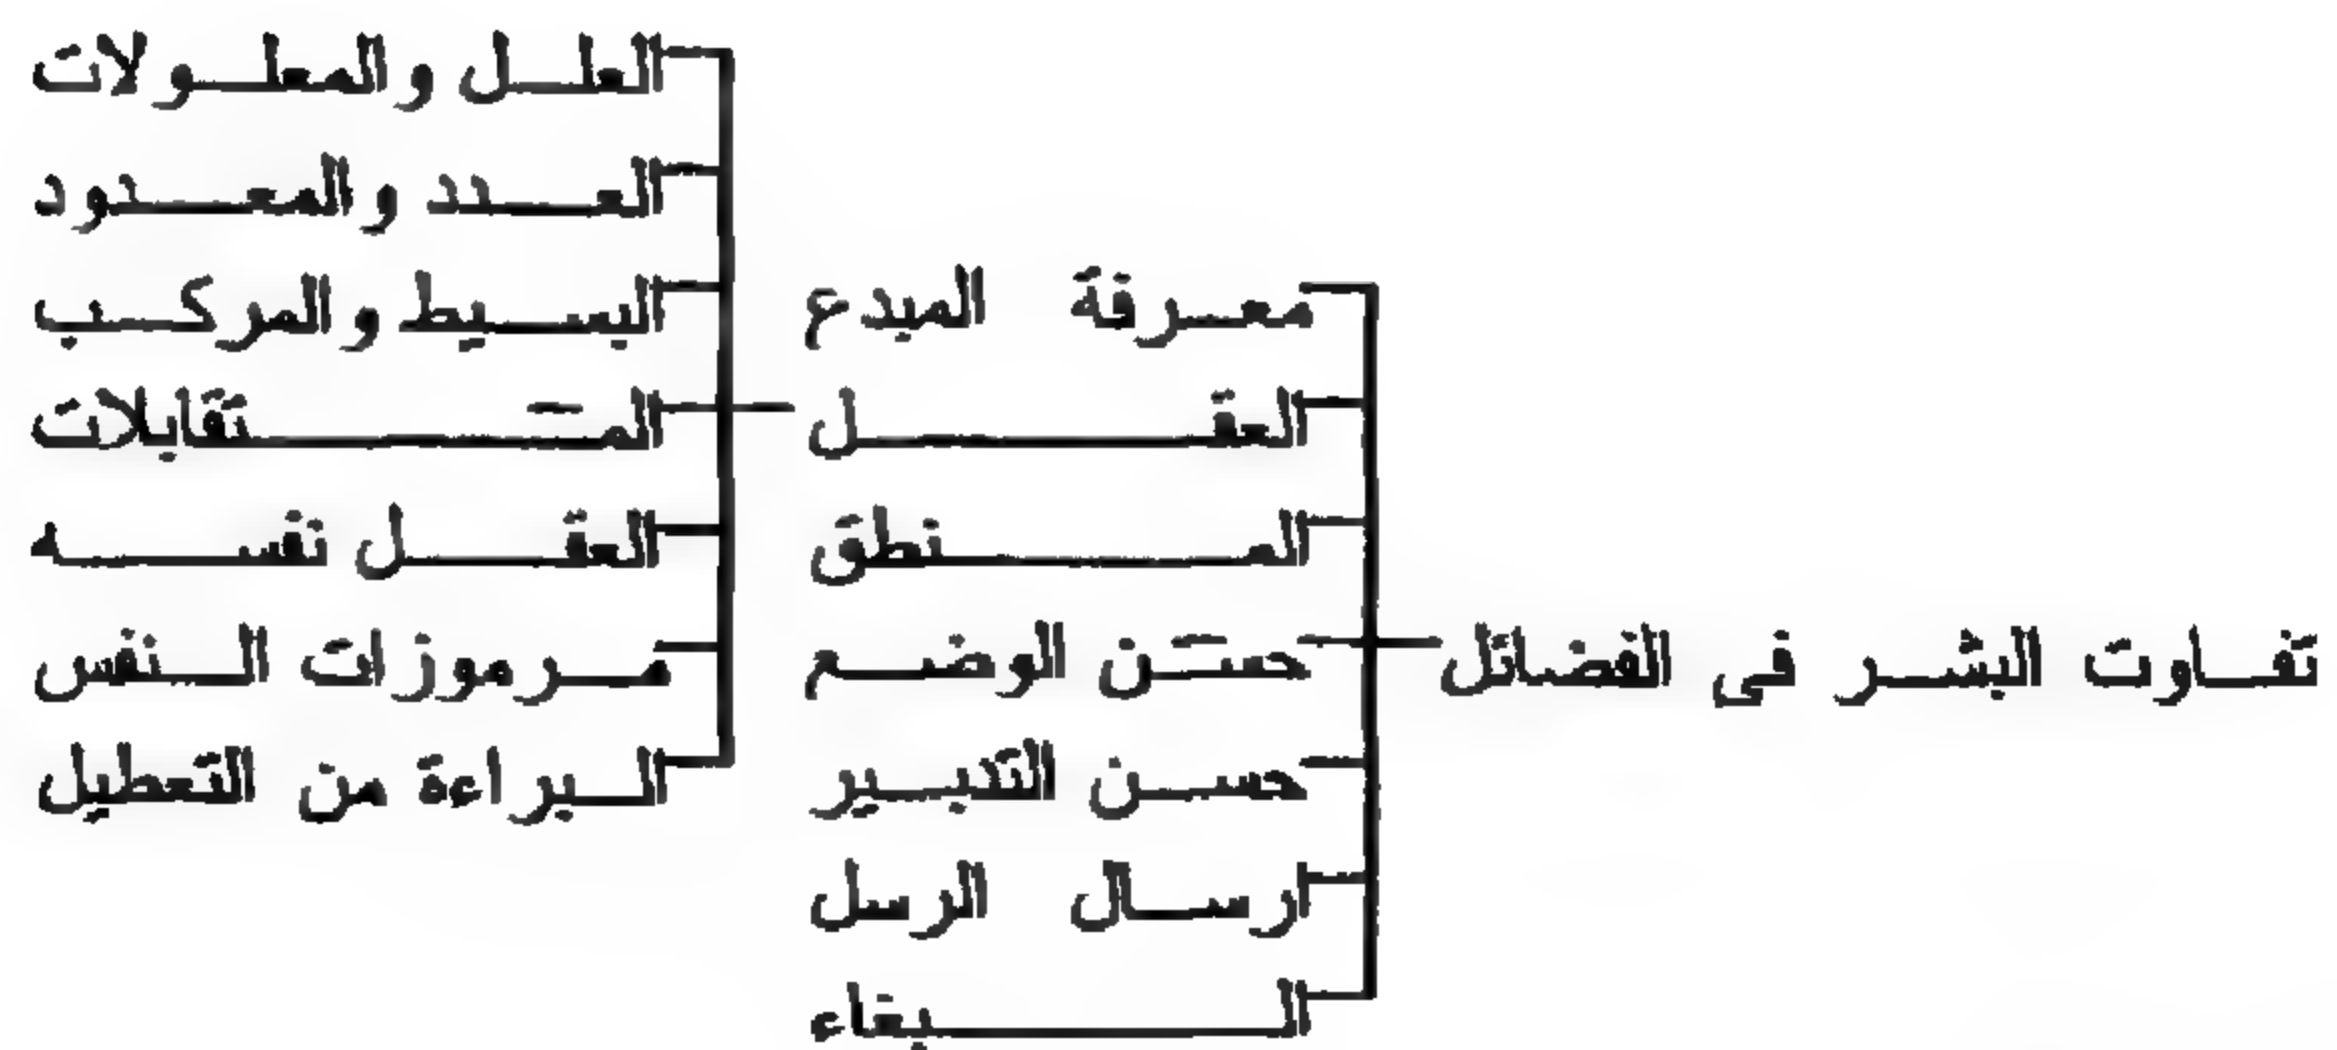 تفاوت البشر فى الفضائل
معرفة المبدع
العقل
المنطق
حسن الوضع
حسن التدبير
ارسال الرسل
البقاء
العلل والمعلولات
العدد والمعدود
البسيط والمركب
المتقابلات
العقل نفسه
مرموزات النفس
البراءة من التعطيل